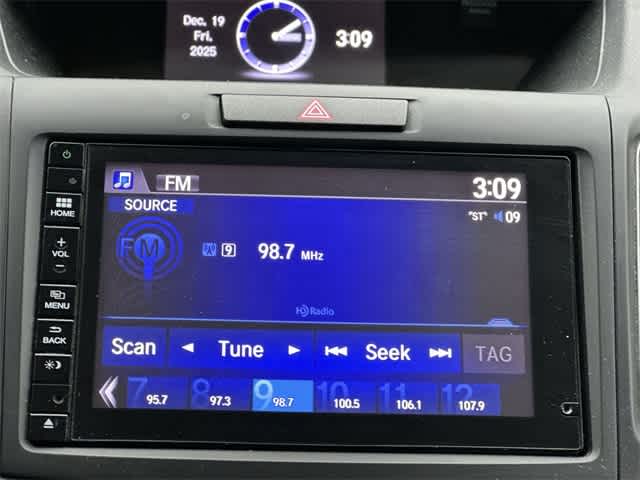 Dec. 19
Fri.
2025
3:09
FM
3:09
SOURCE
"ST" 09
FM
9 98.7 MHz
HD Radio
HOME
+
VOL
-
MENU
BACK
Scan Tune Seek TAG
7 95.7 8 97.3 9 98.7 10 100.5 11 106.1 12 107.9